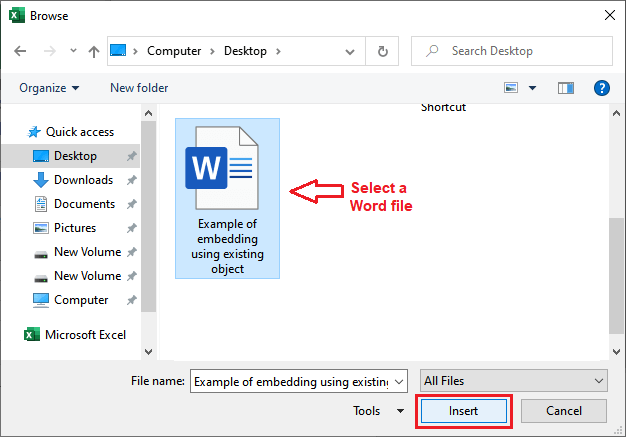 Browse
Computer > Desktop >
Search Desktop
Organize
New folder
Shortcut
Quick access
Desktop
Downloads
Documents
Pictures
New Volume
New Volume
Computer
Microsoft Excel
W
Example of
embedding
using existing
object
Select a
Word file
File name:
Example of embedding using existing
All Files
Tools
Insert
Cancel